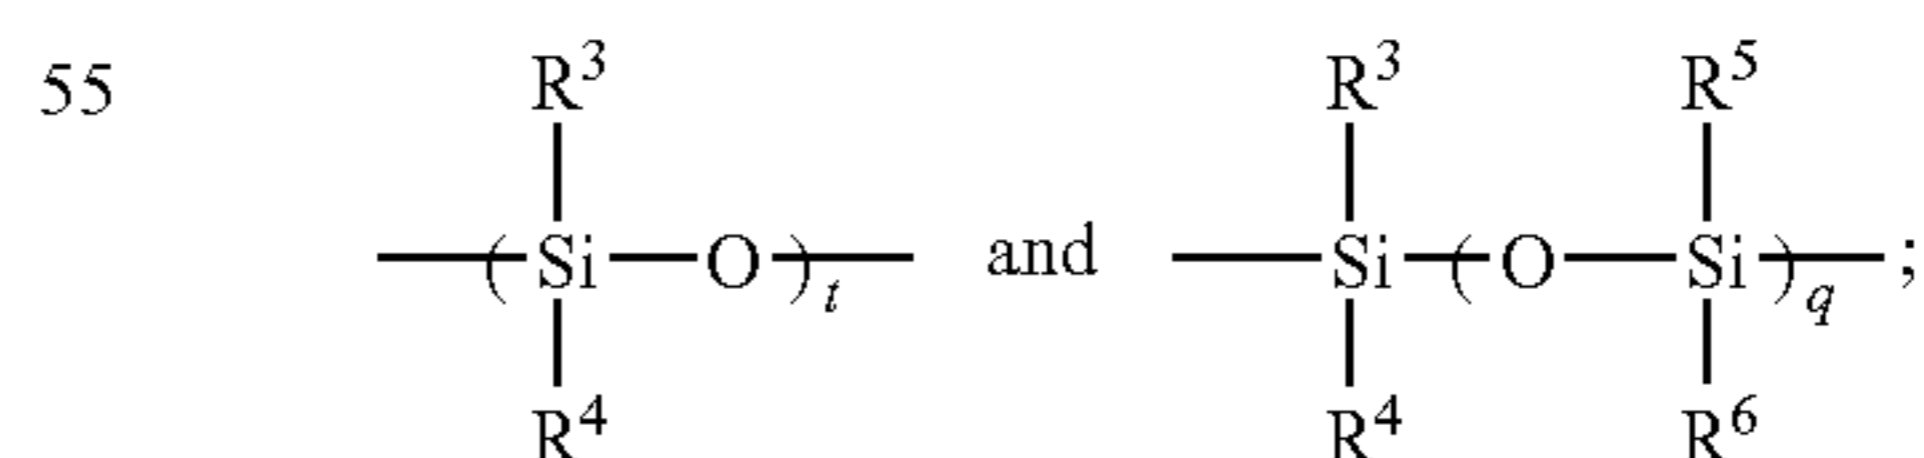 55 R³ R³ R⁵
—(Si—O)ₜ— and —Si—(O—Si)q—;
R⁴ R⁴ R⁶